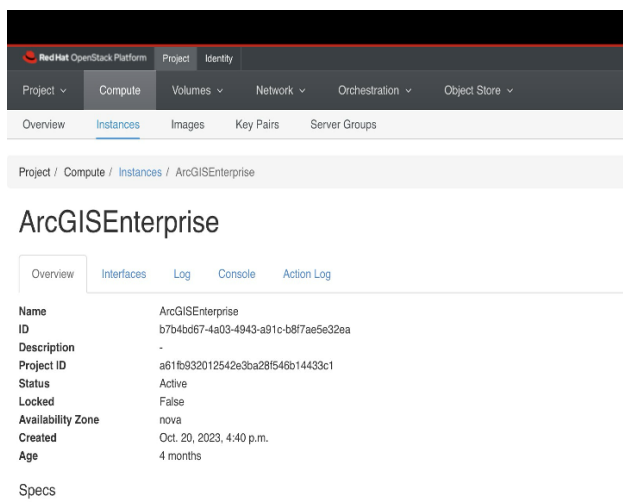 Red Hat OpenStack Platform Project Identity
Project Compute Volumes Network Orchestration Object Store
Overview Instances Images Key Pairs Server Groups
Project / Compute / Instances / ArcGISEnterprise
ArcGISEnterprise
Overview Interfaces Log Console Action Log
Name ArcGISEnterprise
ID b7b4bd67-4a03-4943-a91c-b8f7ae5e32ea
Description -
Project ID a61fb932012542e3ba28f546b14433c1
Status Active
Locked False
Availability Zone nova
Created Oct. 20, 2023, 4:40 p.m.
Age 4 months
Specs